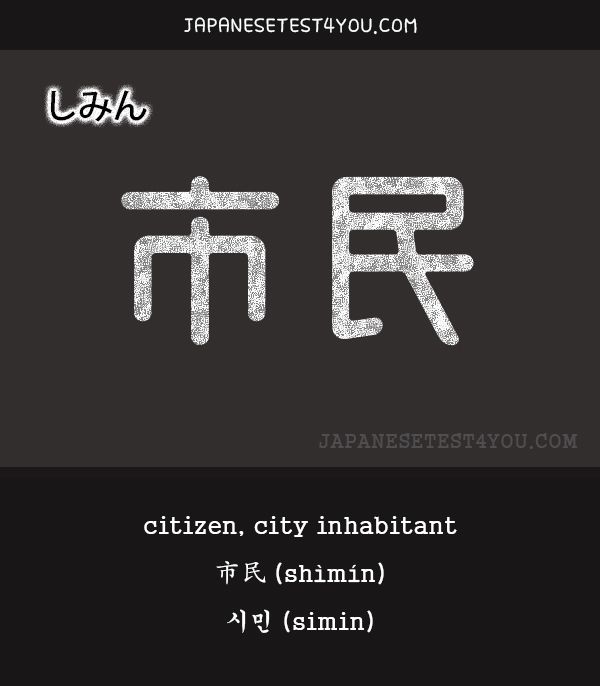 JAPANESETEST4YOU.COM
しみん
市民
JAPANESETEST4YOU.COM
citizen, city inhabitant
市民 (shìmín)
시민 (simin)